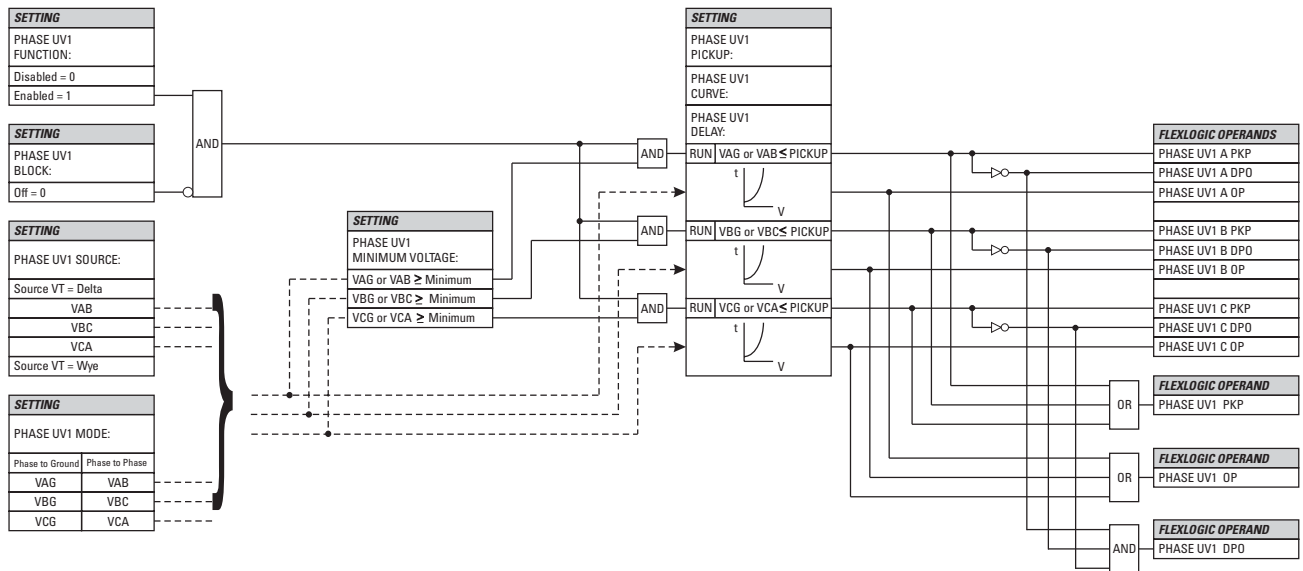 SETTING
PHASE UV1
FUNCTION:
Disabled = 0
Enabled = 1
SETTING
PHASE UV1
BLOCK:
Off = 0
AND
SETTING
PHASE UV1 SOURCE:
Source VT = Delta
VAB
VBC
VCA
Source VT = Wye
SETTING
PHASE UV1 MODE:
Phase to Ground Phase to Phase
VAG VAB
VBG VBC
VCG VCA
SETTING
PHASE UV1
MINIMUM VOLTAGE:
VAG or VAB ≥ Minimum
VBG or VBC ≥ Minimum
VCG or VCA ≥ Minimum
AND
AND
AND
SETTING
PHASE UV1
PICKUP:
PHASE UV1
CURVE:
PHASE UV1
DELAY:
RUN VAG or VAB ≤ PICKUP
t
V
RUN VBG or VBC ≤ PICKUP
t
V
RUN VCG or VCA ≤ PICKUP
t
V
FLEXLOGIC OPERANDS
PHASE UV1 A PKP
PHASE UV1 A DPO
PHASE UV1 A OP
PHASE UV1 B PKP
PHASE UV1 B DPO
PHASE UV1 B OP
PHASE UV1 C PKP
PHASE UV1 C DPO
PHASE UV1 C OP
OR
FLEXLOGIC OPERAND
PHASE UV1 PKP
OR
FLEXLOGIC OPERAND
PHASE UV1 OP
AND
FLEXLOGIC OPERAND
PHASE UV1 DPO